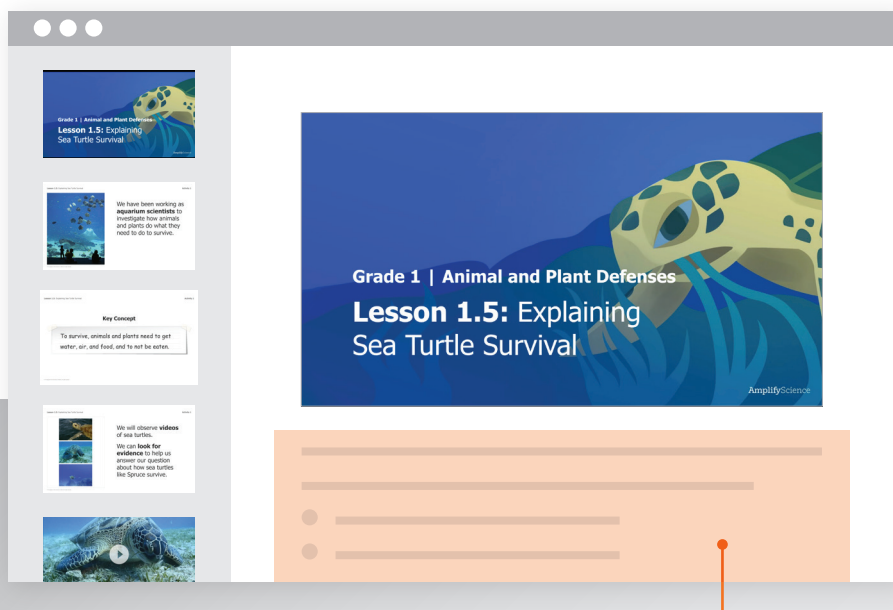 Grade 1 | Animal and Plant Defenses
Lesson 1.5: Explaining
Sea Turtle Survival
AmplifyScience
We have been working as
aquarium scientists to
investigate how animals
and plants do what they
need to do to survive.
Key Concept
To survive, animals and plants need to get
water, air, and food, and to not be eaten.
We will observe videos
of sea turtles.
We can look for
evidence to help us
answer our question
about how sea turtles
like Spruce survive.
Grade 1 | Animal and Plant Defenses
Lesson 1.5: Explaining
Sea Turtle Survival
AmplifyScience